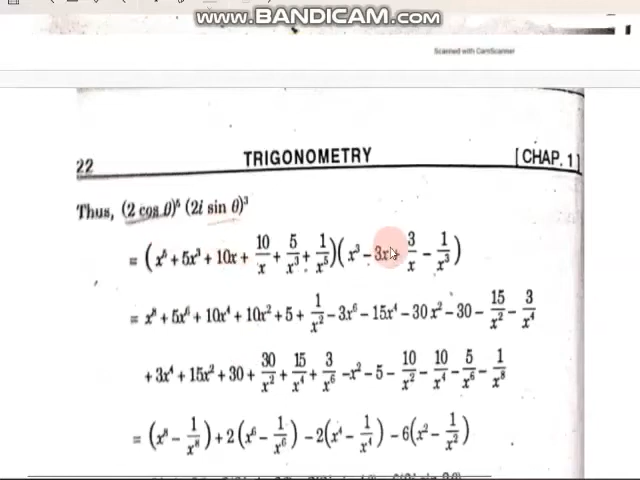 www.BANDICAM.com
Scanned with CamScanner
22 TRIGONOMETRY [CHAP. 1]
Thus, (2 cos θ)⁵ (2i sin θ)³
= (x⁵ + 5x³ + 10x + 10/x + 5/x³ + 1/x⁵)(x³ − 3x 3/x − 1/x³)
= x⁸ + 5x⁶ + 10x⁴ + 10x² + 5 + 1/x² − 3x⁶ − 15x⁴ − 30x² − 30 − 15/x² − 3/x⁴
+ 3x⁴ + 15x² + 30 + 30/x² + 15/x⁴ + 3/x⁶ − x² − 5 − 10/x² − 10/x⁴ − 5/x⁶ − 1/x⁸
= (x⁸ − 1/x⁸) + 2(x⁶ − 1/x⁶) − 2(x⁴ − 1/x⁴) − 6(x² − 1/x²)